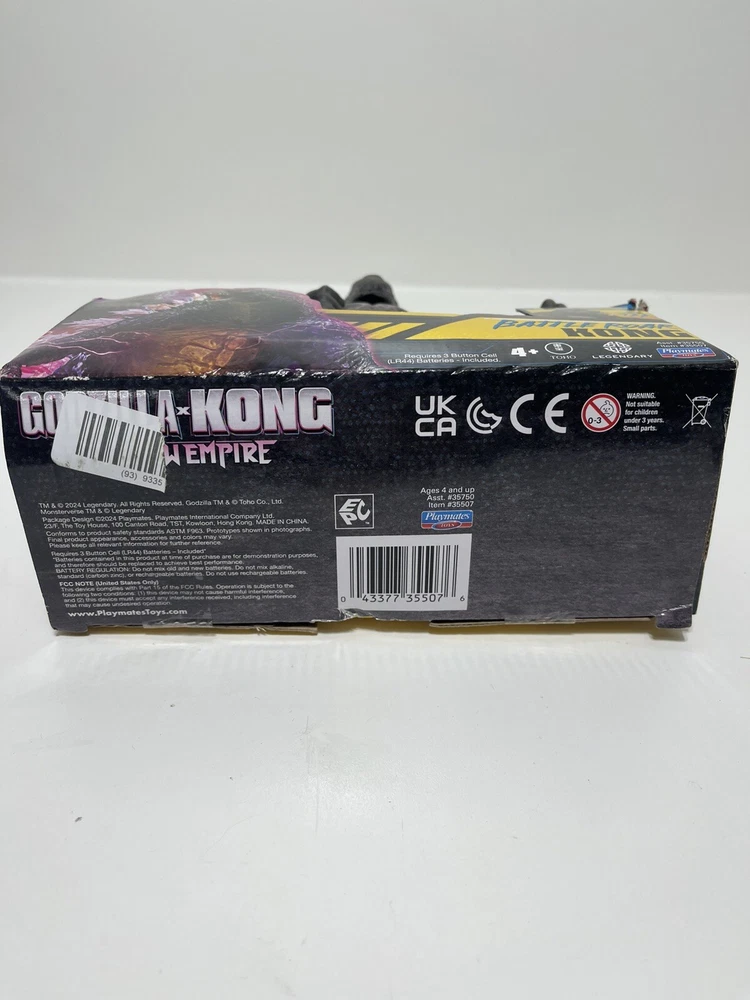 KONG
Requires 3 Button Cell
(LR44) Batteries - Included.
4+
TOHO
LEGENDARY
Asst. #35750
Item #35507
Playmates
TOYS
KONG
W EMPIRE
(93) 9335
UK
CA
CE
0-3
WARNING.
Not suitable
for children
under 3 years.
Small parts.
TM & © 2024 Legendary. All Rights Reserved. Godzilla TM & © Toho Co., Ltd.
Monsterverse TM & © Legendary
Package Design ©2024 Playmates. Playmates International Company Ltd.
23/F, The Toy House, 100 Canton Road, TST, Kowloon, Hong Kong. MADE IN CHINA.
Conforms to product safety standards ASTM F963. Prototypes shown in photographs.
Final product appearance, accessories and colors may vary.
Please keep all relevant information for further reference.
Requires 3 Button Cell (LR44) Batteries – Included*
*Batteries contained in this product at time of purchase are for demonstration purposes,
and therefore should be replaced to achieve best performance.
BATTERY REGULATION: Do not mix old and new batteries. Do not mix alkaline,
standard (carbon zinc), or rechargeable batteries. Do not use rechargeable batteries.
FCC NOTE (United States Only)
This device complies with Part 15 of the FCC Rules. Operation is subject to the
following two conditions: (1) this device may not cause harmful interference,
and (2) this device must accept any interference received, including interference
that may cause undesired operation.
www.PlaymatesToys.com
EPC
Ages 4 and up
Asst. #35750
Item #35507
Playmates
TOYS
0 43377 35507 6